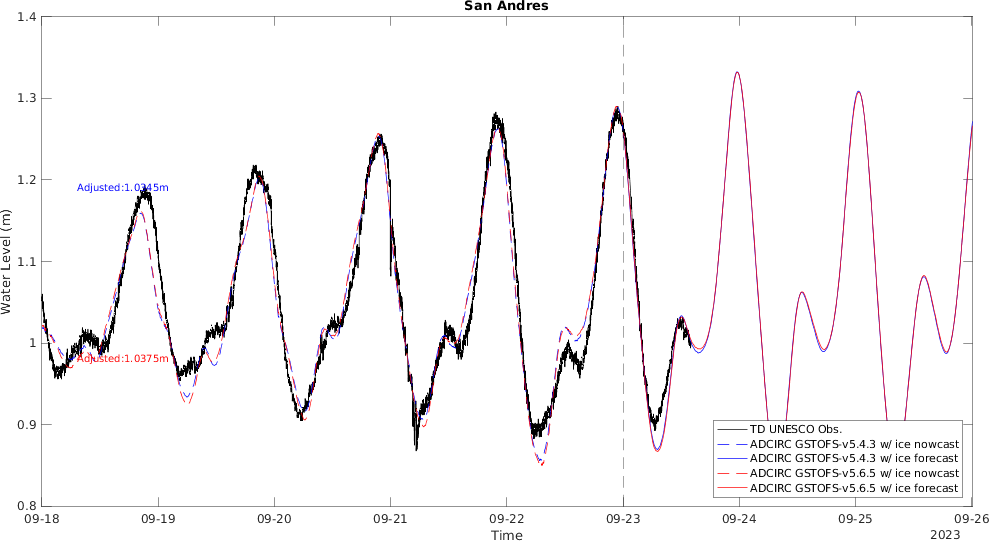 San Andres
1.4
1.3
1.2
1.1
1
0.9
0.8
Water Level (m)
Adjusted:1.0345m
Adjusted:1.0375m
TD UNESCO Obs.
ADCIRC GSTOFS-v5.4.3 w/ ice nowcast
ADCIRC GSTOFS-v5.4.3 w/ ice forecast
ADCIRC GSTOFS-v5.6.5 w/ ice nowcast
ADCIRC GSTOFS-v5.6.5 w/ ice forecast
09-18 09-19 09-20 09-21 09-22 09-23 09-24 09-25 09-26
Time
2023